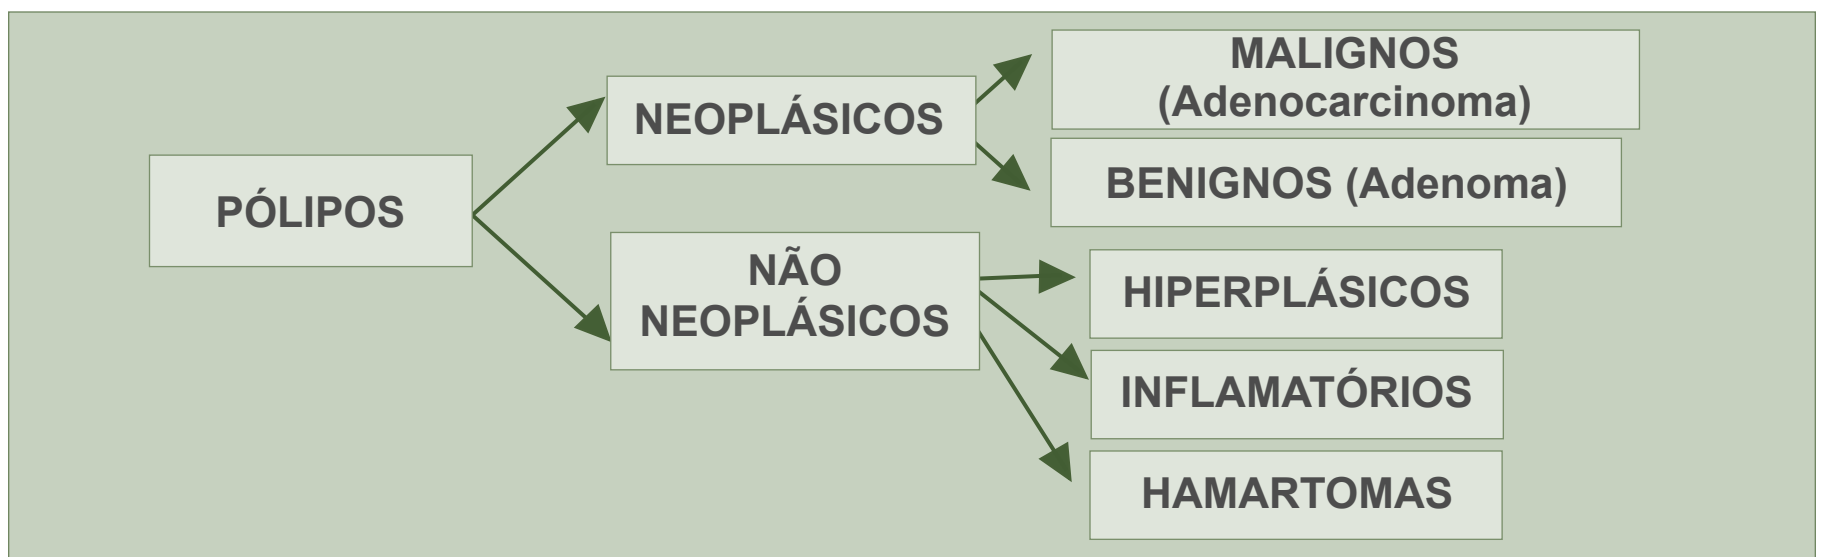 PÓLIPOS
NEOPLÁSICOS
MALIGNOS
(Adenocarcinoma)
BENIGNOS (Adenoma)
NÃO
NEOPLÁSICOS
HIPERPLÁSICOS
INFLAMATÓRIOS
HAMARTOMAS